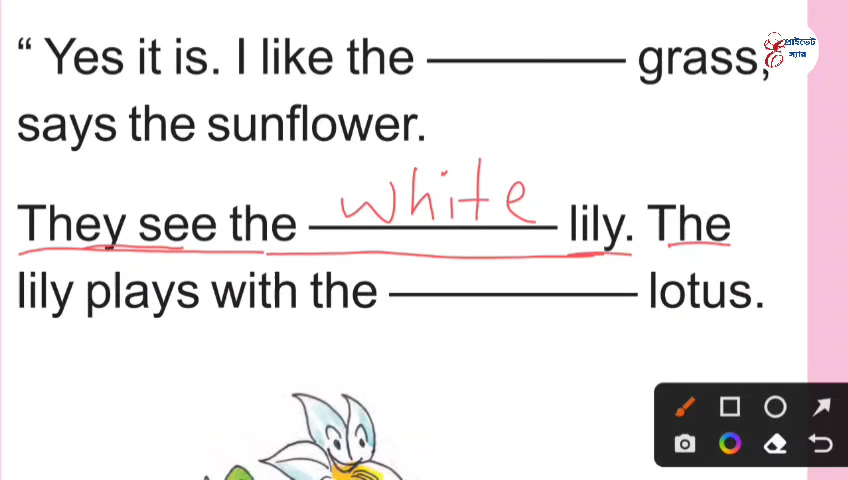 “ Yes it is. I like the ________ grass,
says the sunflower.
They see the white lily. The
lily plays with the ________ lotus.
প্রাইভেট
স্যার